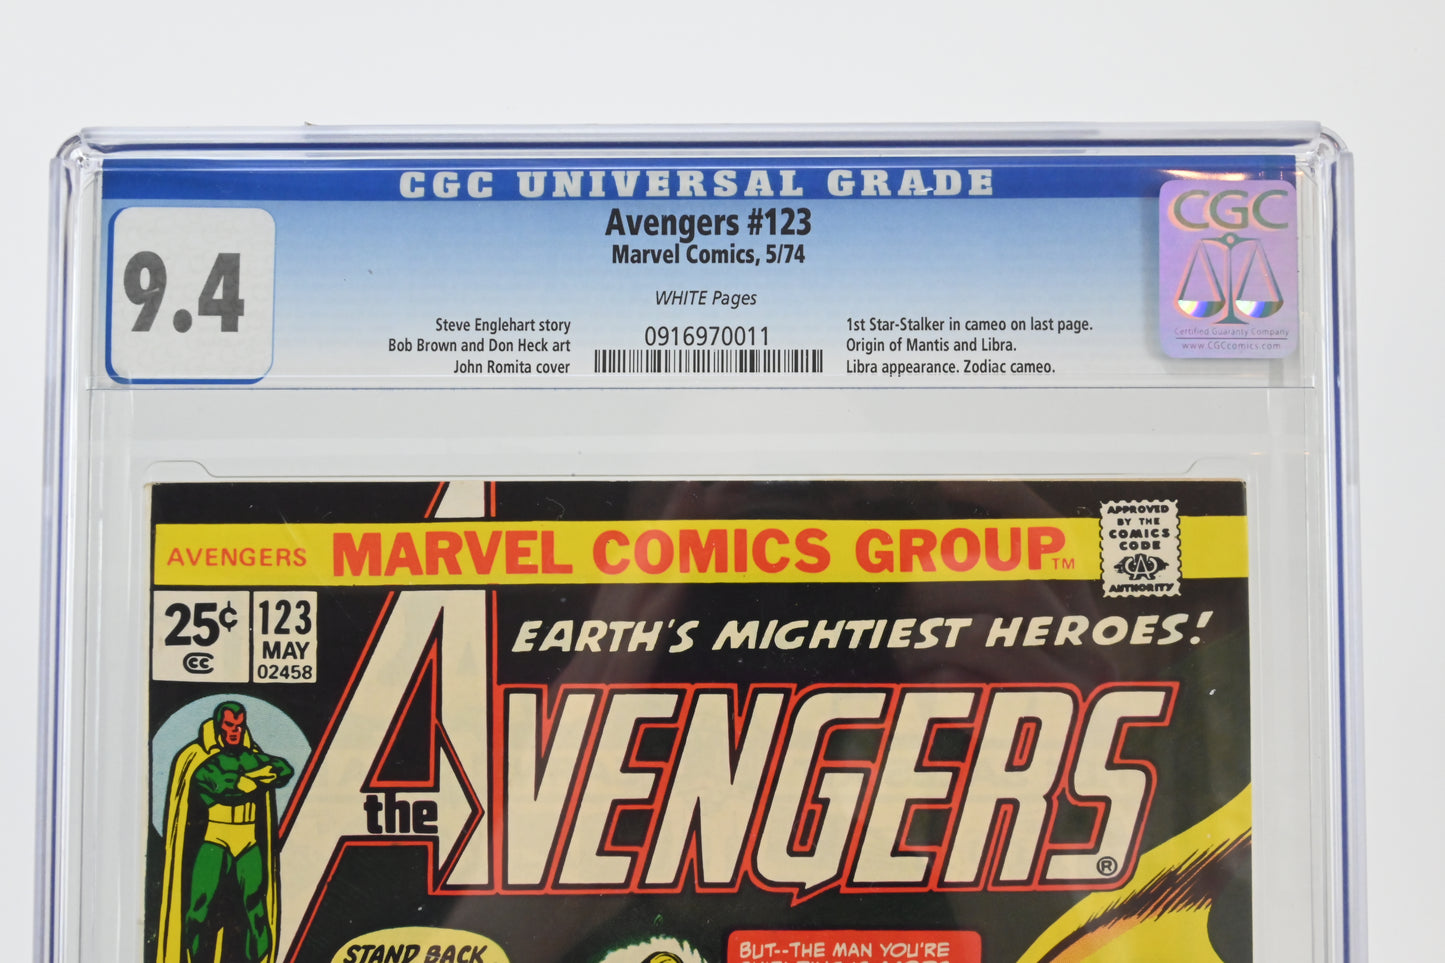 CGC UNIVERSAL GRADE
9.4
Avengers #123
Marvel Comics, 5/74
WHITE Pages
Steve Englehart story
Bob Brown and Don Heck art
John Romita cover
0916970011
1st Star-Stalker in cameo on last page.
Origin of Mantis and Libra.
Libra appearance. Zodiac cameo.
CGC
Certified Guaranty Company
www.CGCcomics.com
AVENGERS
MARVEL COMICS GROUP™
APPROVED
BY THE
COMICS
CODE
CA
AUTHORITY
25¢
CC
123
MAY
02458
EARTH'S MIGHTIEST HEROES!
the
AVENGERS®
STAND BACK
BUT--THE MAN YOU'RE